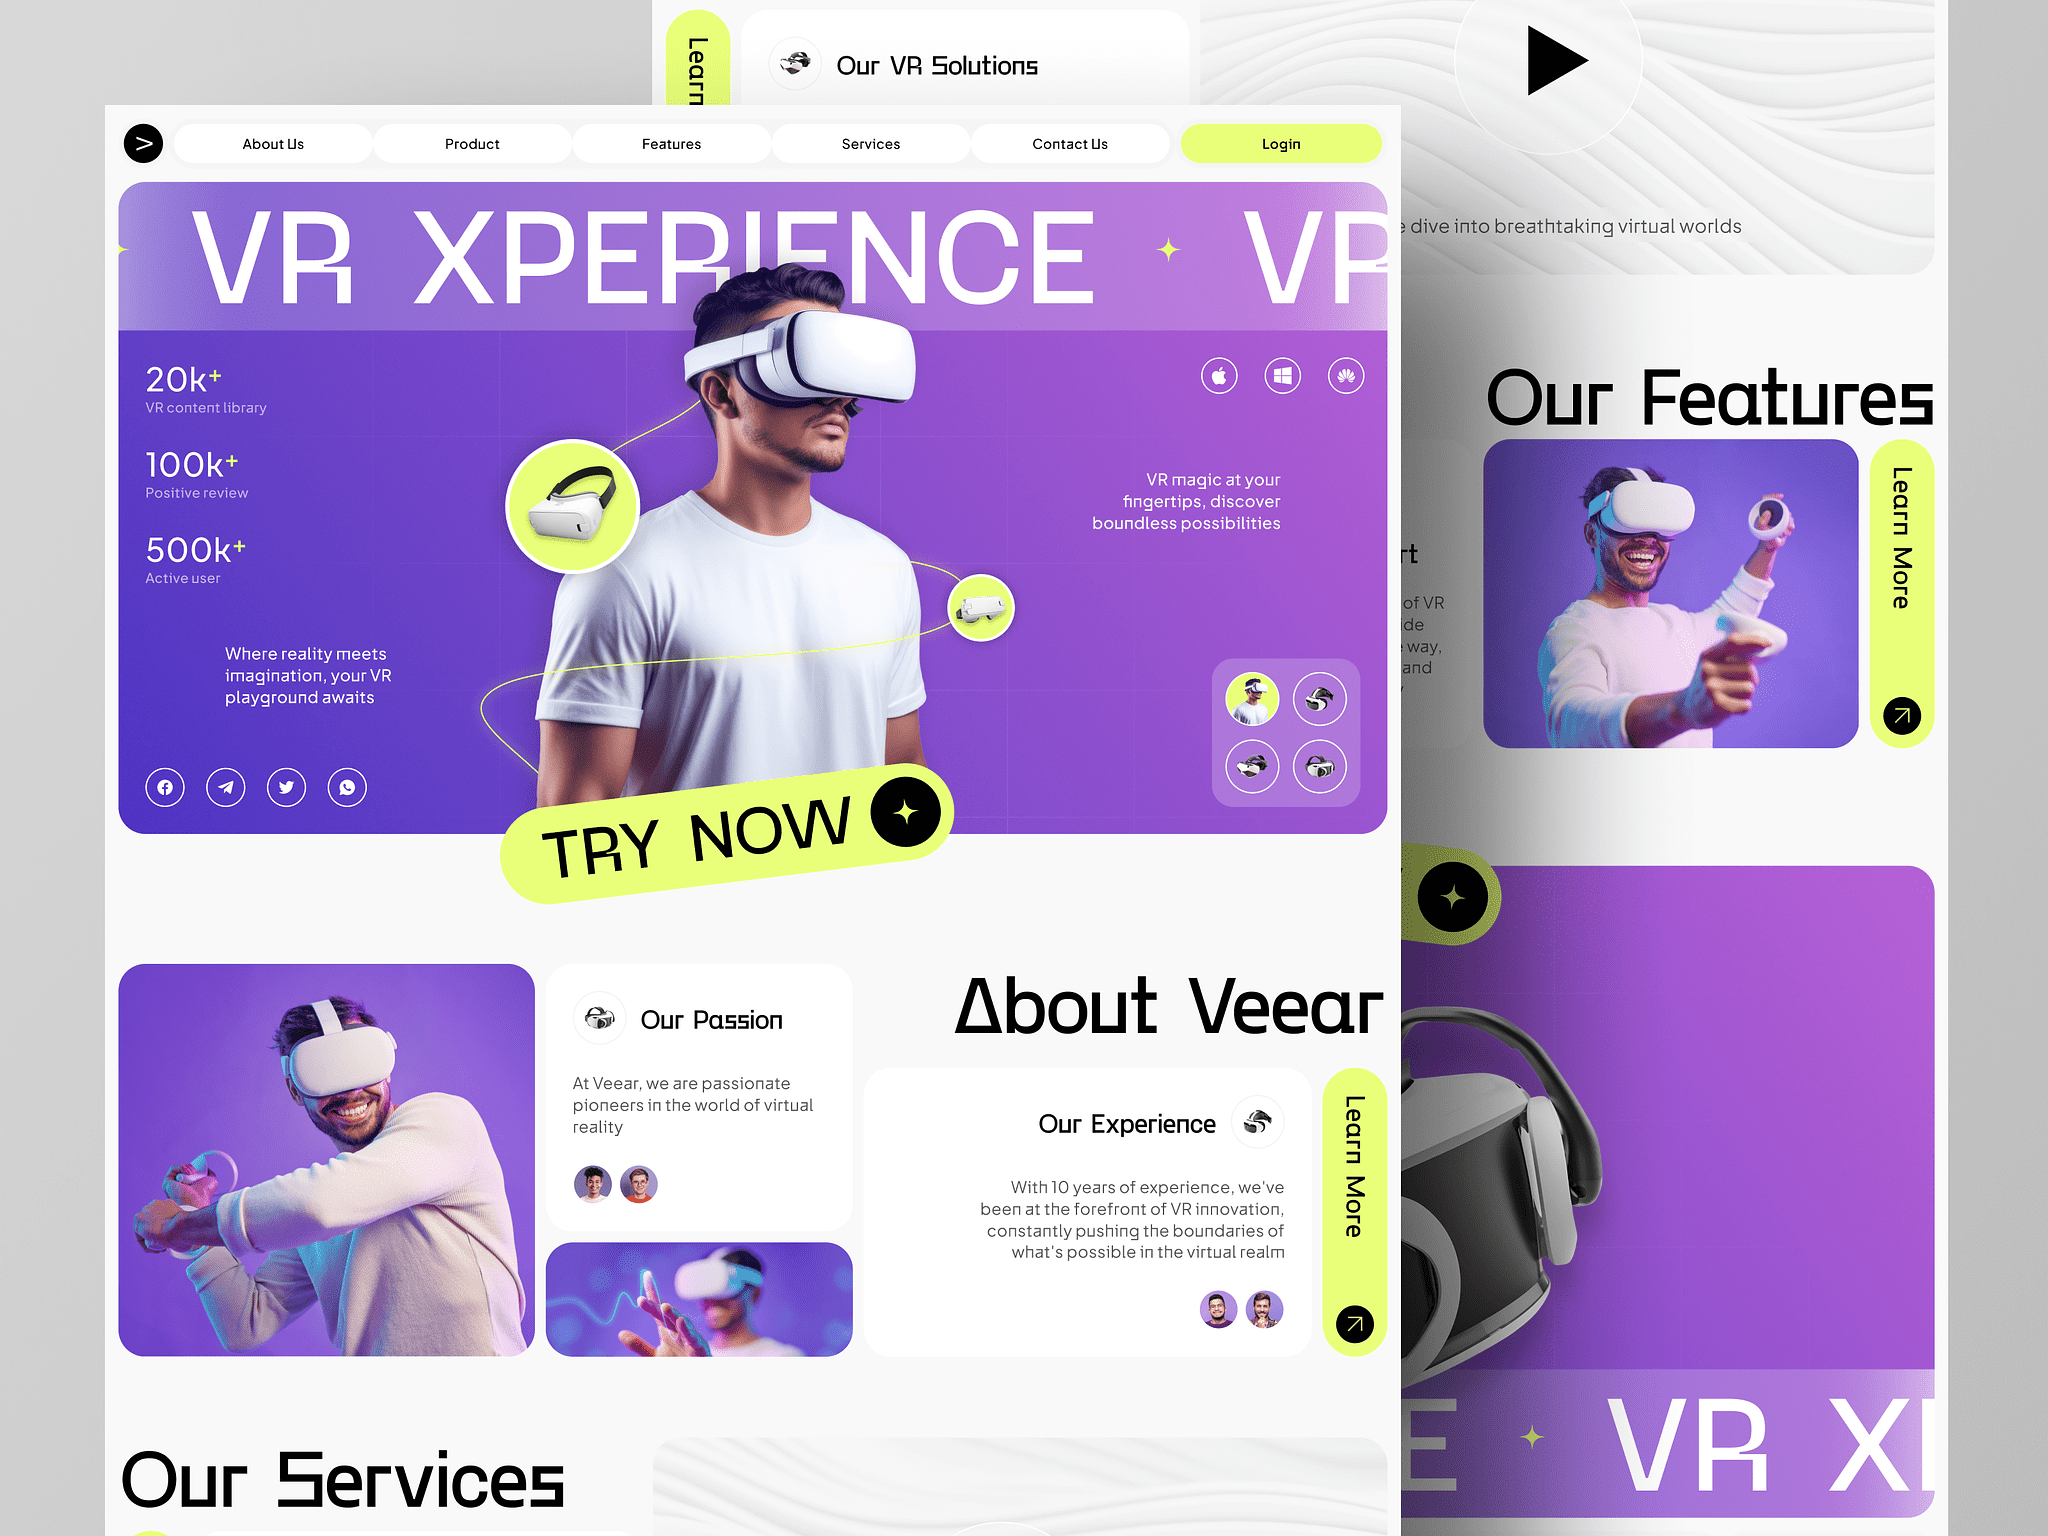 Learn
Our VR Solutions
About Us
Product
Features
Services
Contact Us
Login
VR XPERIENCE
VR
20k+
VR content library
100k+
Positive review
500k+
Active user
Where reality meets
imagination, your VR
playground awaits
VR magic at your
fingertips, discover
boundless possibilities
TRY NOW
Our Passion
At Veear, we are passionate
pioneers in the world of virtual
reality
About Veear
Our Experience
With 10 years of experience, we've
been at the forefront of VR innovation,
constantly pushing the boundaries of
what's possible in the virtual realm
Learn More
Our Services
dive into breathtaking virtual worlds
Our Features
of VR
way,
and
Learn More
VR